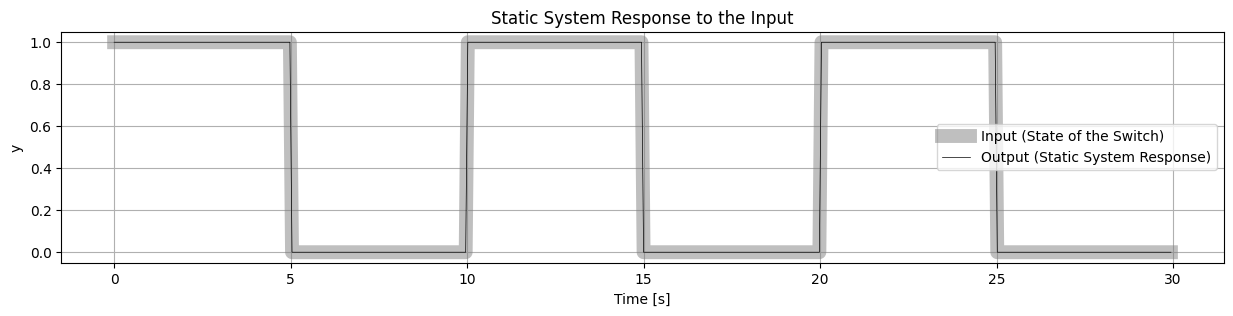 Static System Response to the Input
1.0
0.8
0.6
0.4
0.2
0.0
y
Input (State of the Switch)
Output (Static System Response)
0 5 10 15 20 25 30
Time [s]